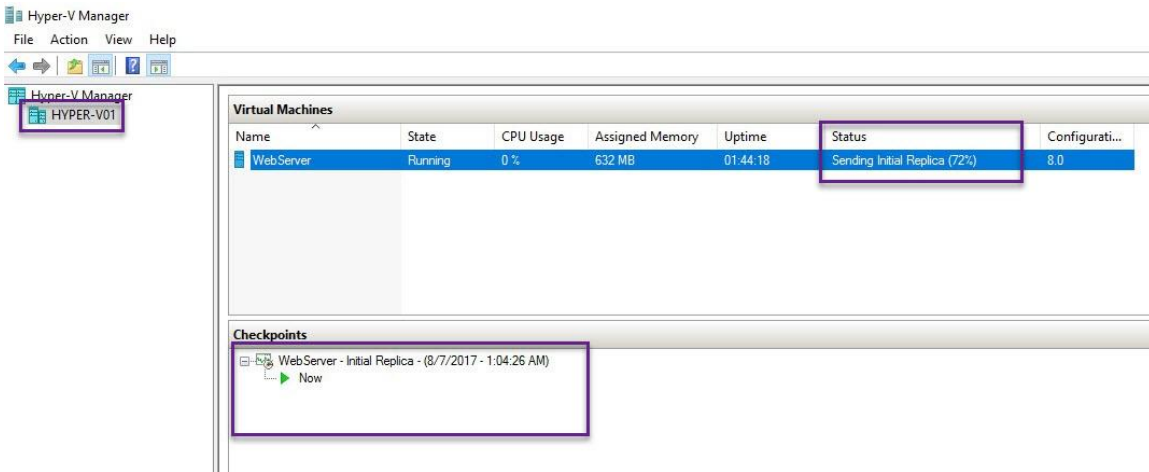 Hyper-V Manager
File Action View Help
Hyper-V Manager
HYPER-V01
Virtual Machines
Name State CPU Usage Assigned Memory Uptime Status Configurati...
WebServer Running 0 % 632 MB 01:44:18 Sending Initial Replica (72%) 8.0
Checkpoints
WebServer - Initial Replica - (8/7/2017 - 1:04:26 AM)
Now